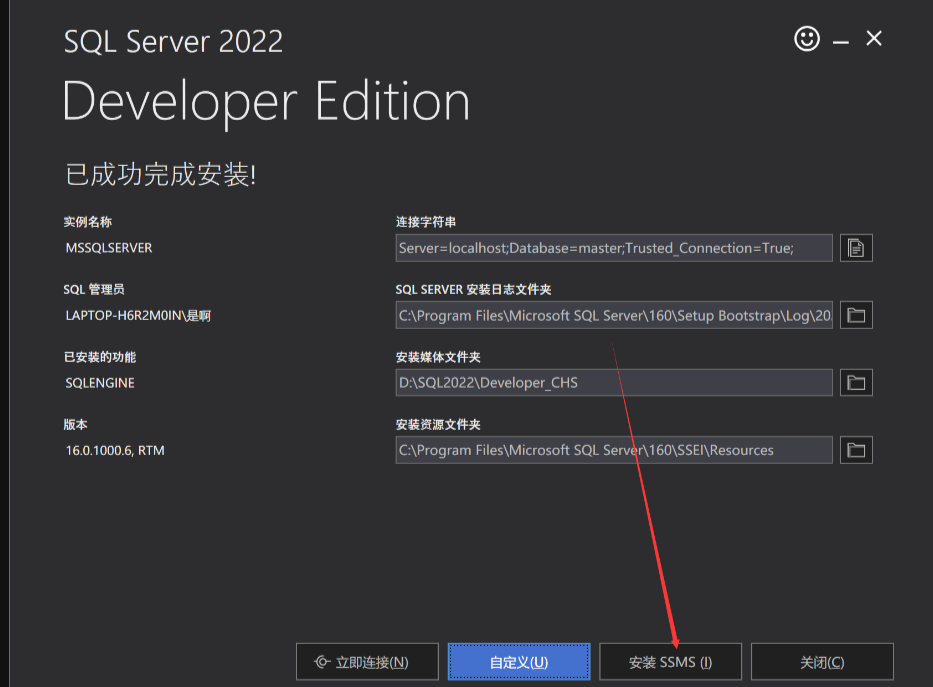 SQL Server 2022
Developer Edition
已成功完成安装!
实例名称
MSSQLSERVER
连接字符串
Server=localhost;Database=master;Trusted_Connection=True;
SQL 管理员
LAPTOP-H6R2M0IN\是啊
SQL SERVER 安装日志文件夹
C:\Program Files\Microsoft SQL Server\160\Setup Bootstrap\Log\20
已安装的功能
SQLENGINE
安装媒体文件夹
D:\SQL2022\Developer_CHS
版本
16.0.1000.6, RTM
安装资源文件夹
C:\Program Files\Microsoft SQL Server\160\SSEI\Resources
立即连接(N)
自定义(U)
安装 SSMS (I)
关闭(C)